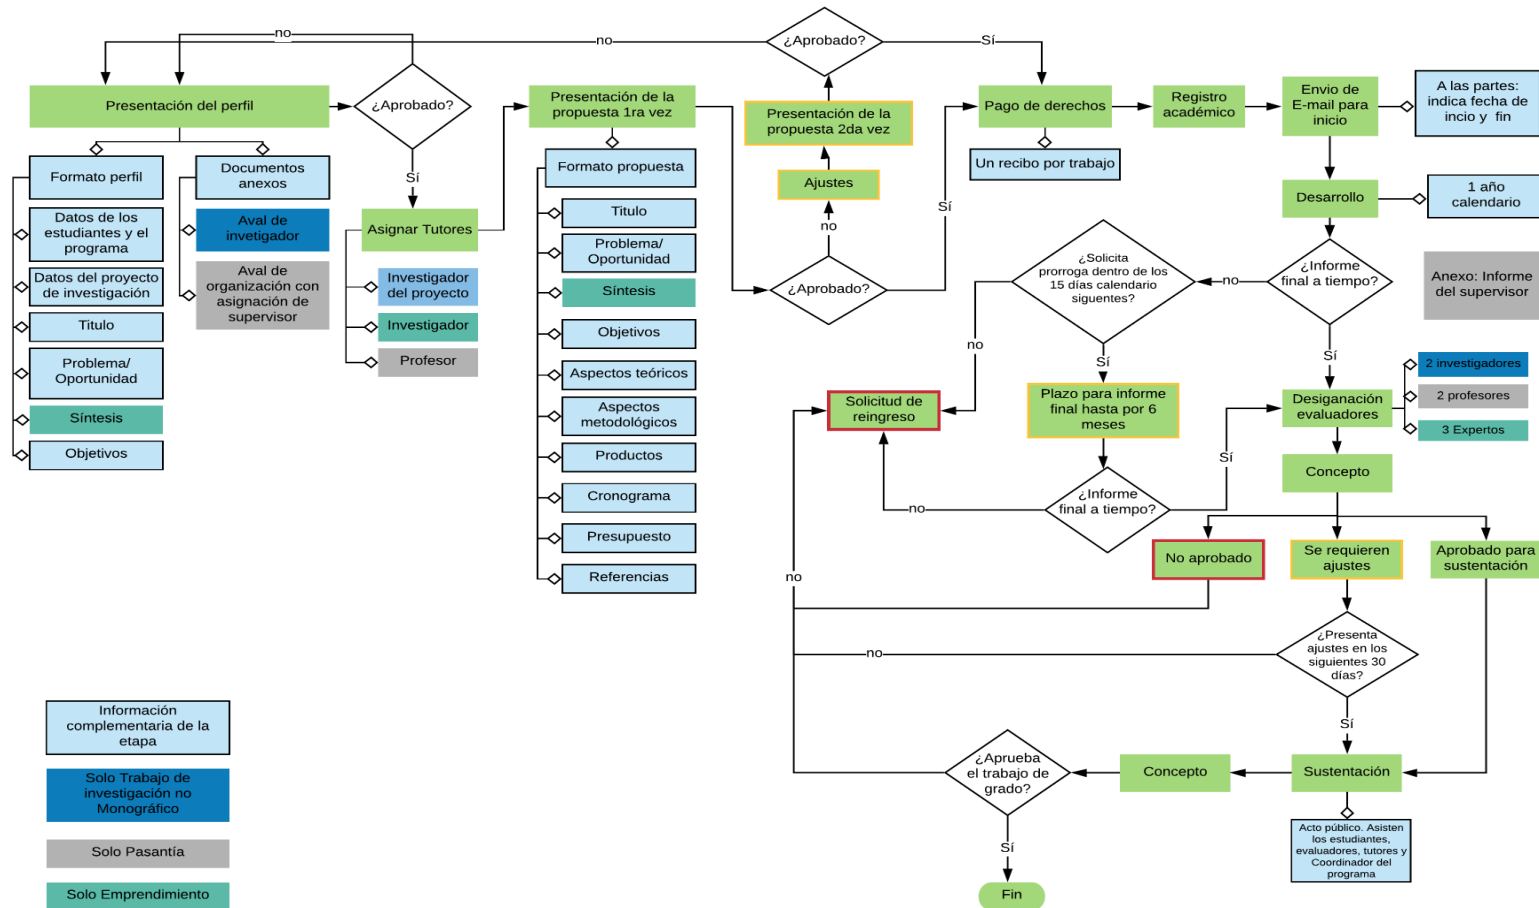 no
no
¿Aprobado?
Sí
Presentación del perfil
¿Aprobado?
Sí
Formato perfil
Datos de los
estudiantes y el
programa
Datos del proyecto
de investigación
Titulo
Problema/
Oportunidad
Síntesis
Objetivos
Documentos
anexos
Aval de
invetigador
Aval de
organización con
asignación de
supervisor
Asignar Tutores
Investigador
del proyecto
Investigador
Profesor
Presentación de la
propuesta 1ra vez
Formato propuesta
Titulo
Problema/
Oportunidad
Síntesis
Objetivos
Aspectos teóricos
Aspectos
metodológicos
Productos
Cronograma
Presupuesto
Referencias
Presentación de la
propuesta 2da vez
Ajustes
no
¿Aprobado?
Sí
Pago de derechos
Un recibo por trabajo
Registro
académico
Envio de
E-mail para
inicio
A las partes:
indica fecha de
incio y fin
Desarrollo
1 año
calendario
¿Informe
final a tiempo?
no
Sí
Anexo: Informe
del supervisor
¿Solicita
prorroga dentro de los
15 días calendario
siguentes?
no
Sí
Plazo para informe
final hasta por 6
meses
Solicitud de
reingreso
¿Informe
final a tiempo?
no
Sí
Desiganación
evaluadores
2 investigadores
2 profesores
3 Expertos
Concepto
No aprobado
Se requieren
ajustes
Aprobado para
sustentación
no
¿Presenta
ajustes en los
siguientes 30
días?
no
Sí
Sustentación
Acto público. Asisten
los estudiantes,
evaluadores, tutores y
Coordinador del
programa
Concepto
¿Aprueba
el trabajo de
grado?
Sí
Fin
Información
complementaria de la
etapa
Solo Trabajo de
investigación no
Monográfico
Solo Pasantía
Solo Emprendimiento